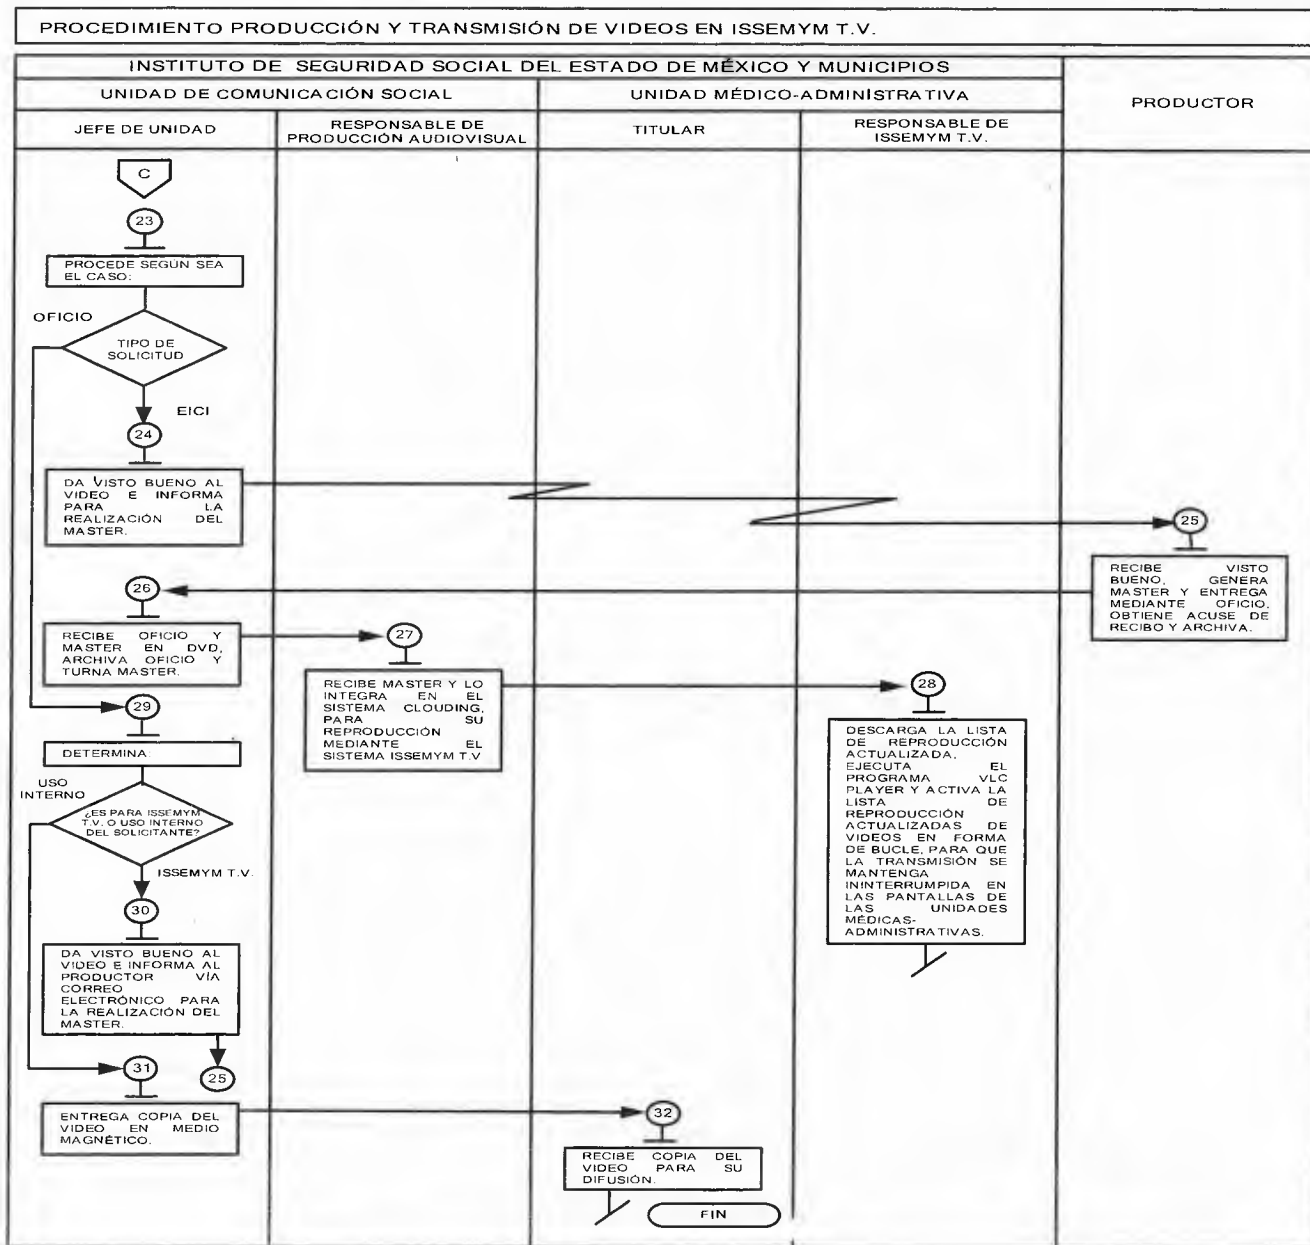 PROCEDIMIENTO PRODUCCIÓN Y TRANSMISIÓN DE VIDEOS EN ISSEMYM T.V.
INSTITUTO DE SEGURIDAD SOCIAL DEL ESTADO DE MÉXICO Y MUNICIPIOS
UNIDAD DE COMUNICACIÓN SOCIAL
UNIDAD MÉDICO-ADMINISTRATIVA
PRODUCTOR
JEFE DE UNIDAD
RESPONSABLE DE
PRODUCCIÓN AUDIOVISUAL
TITULAR
RESPONSABLE DE
ISSEMYM T.V.
C
23
PROCEDE SEGÚN SEA
EL CASO:
OFICIO
TIPO DE
SOLICITUD
EICI
24
DA VISTO BUENO AL
VIDEO E INFORMA
PARA LA
REALIZACIÓN DEL
MASTER.
25
RECIBE VISTO
BUENO, GENERA
MASTER Y ENTREGA
MEDIANTE OFICIO,
OBTIENE ACUSE DE
RECIBO Y ARCHIVA.
26
RECIBE OFICIO Y
MASTER EN DVD,
ARCHIVA OFICIO Y
TURNA MASTER.
27
RECIBE MASTER Y LO
INTEGRA EN EL
SISTEMA CLOUDING,
PARA SU
REPRODUCCIÓN
MEDIANTE EL
SISTEMA ISSEMYM T.V
28
DESCARGA LA LISTA
DE REPRODUCCIÓN
ACTUALIZADA,
EJECUTA EL
PROGRAMA VLC
PLAYER Y ACTIVA LA
LISTA DE
REPRODUCCIÓN
ACTUALIZADAS DE
VIDEOS EN FORMA
DE BUCLE, PARA QUE
LA TRANSMISIÓN SE
MANTENGA
ININTERRUMPIDA EN
LAS PANTALLAS DE
LAS UNIDADES
MÉDICAS-
ADMINISTRATIVAS.
29
DETERMINA:
USO
INTERNO
¿ES PARA ISSEMYM
T.V. O USO INTERNO
DEL SOLICITANTE?
ISSEMYM T.V.
30
DA VISTO BUENO AL
VIDEO E INFORMA AL
PRODUCTOR VÍA
CORREO
ELECTRÓNICO PARA
LA REALIZACIÓN DEL
MASTER.
25
31
ENTREGA COPIA DEL
VIDEO EN MEDIO
MAGNÉTICO.
32
RECIBE COPIA DEL
VIDEO PARA SU
DIFUSIÓN.
FIN